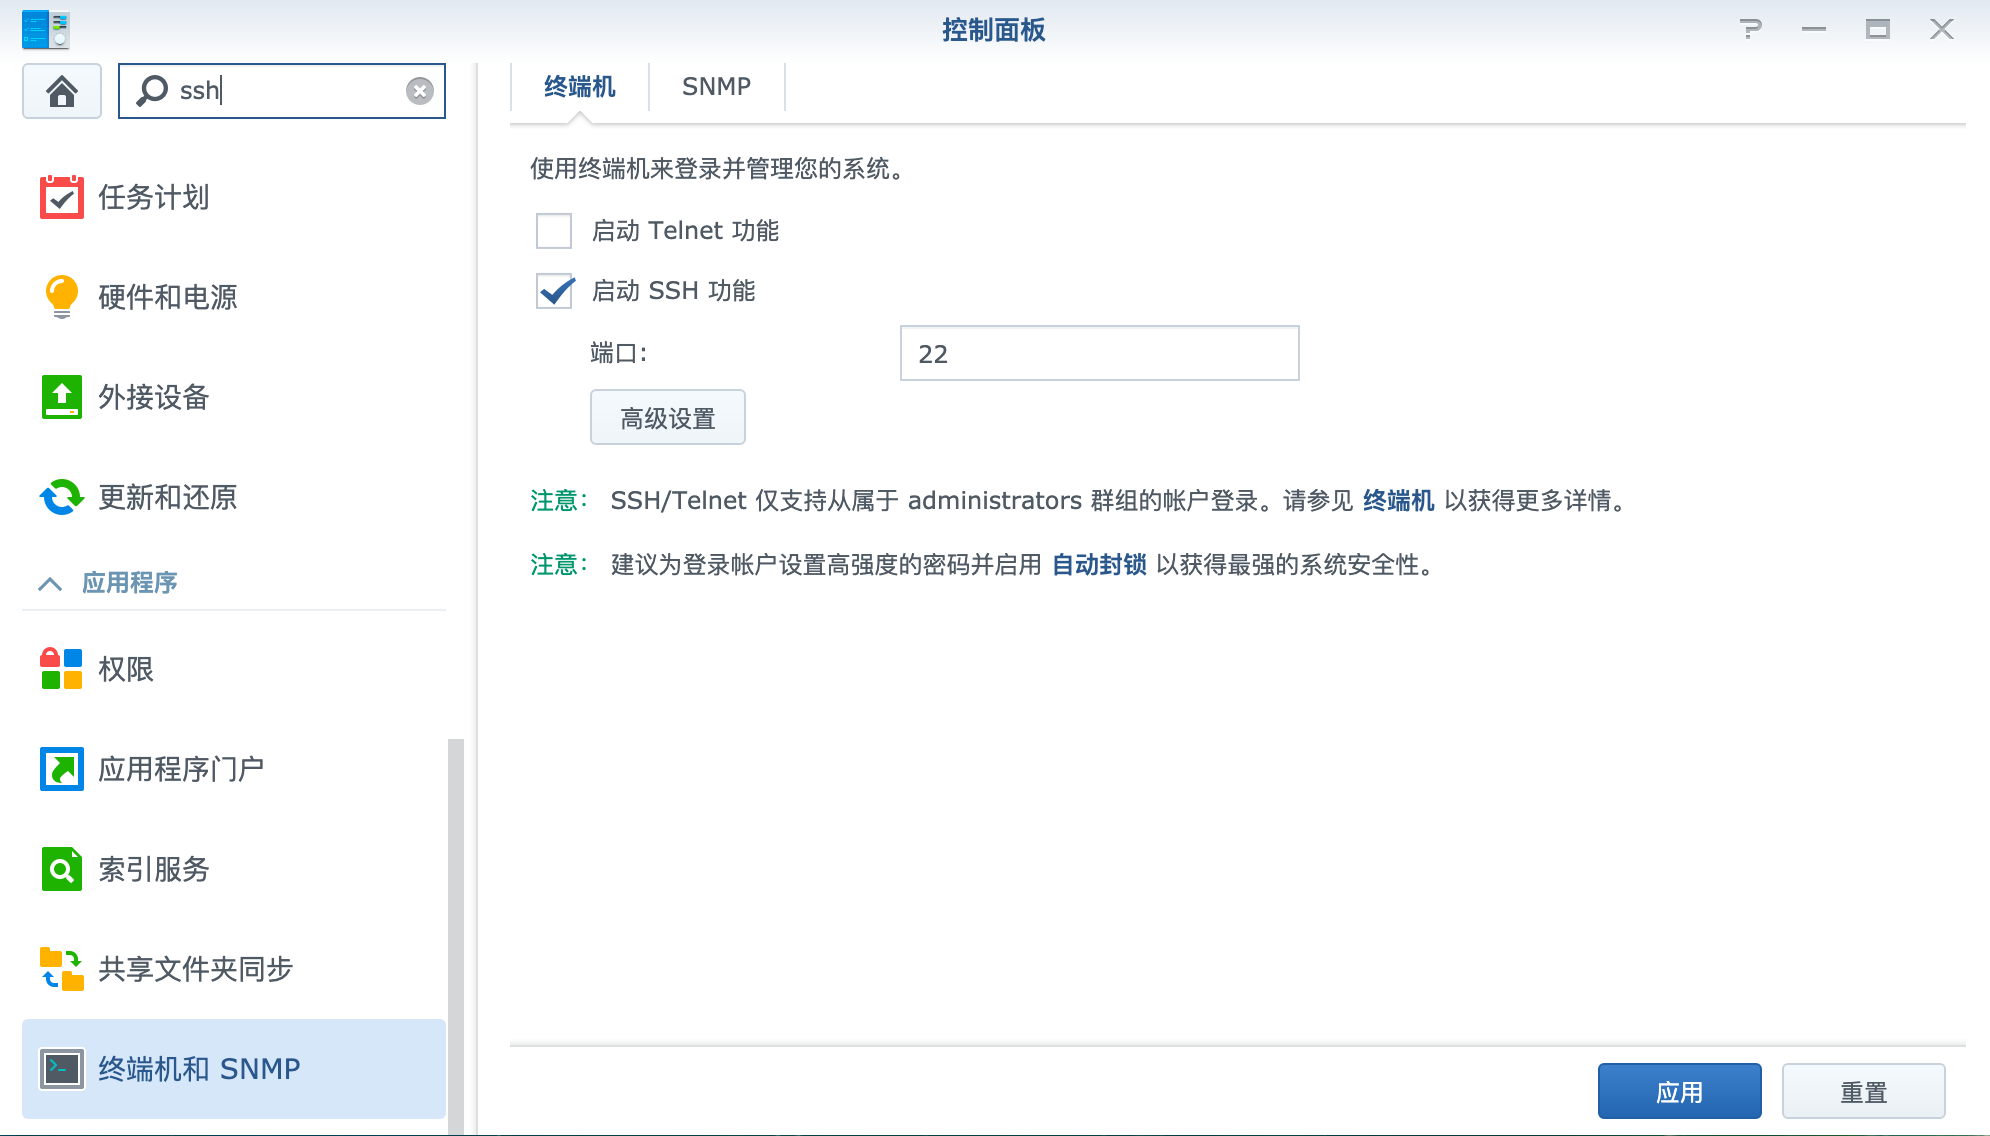 控制面板
ssh
任务计划
硬件和电源
外接设备
更新和还原
应用程序
权限
应用程序门户
索引服务
共享文件夹同步
终端机和 SNMP
终端机 SNMP
使用终端机来登录并管理您的系统。
启动 Telnet 功能
启动 SSH 功能
端口: 22
高级设置
注意: SSH/Telnet 仅支持从属于 administrators 群组的帐户登录。请参见 终端机 以获得更多详情。
注意: 建议为登录帐户设置高强度的密码并启用 自动封锁 以获得最强的系统安全性。
应用 重置